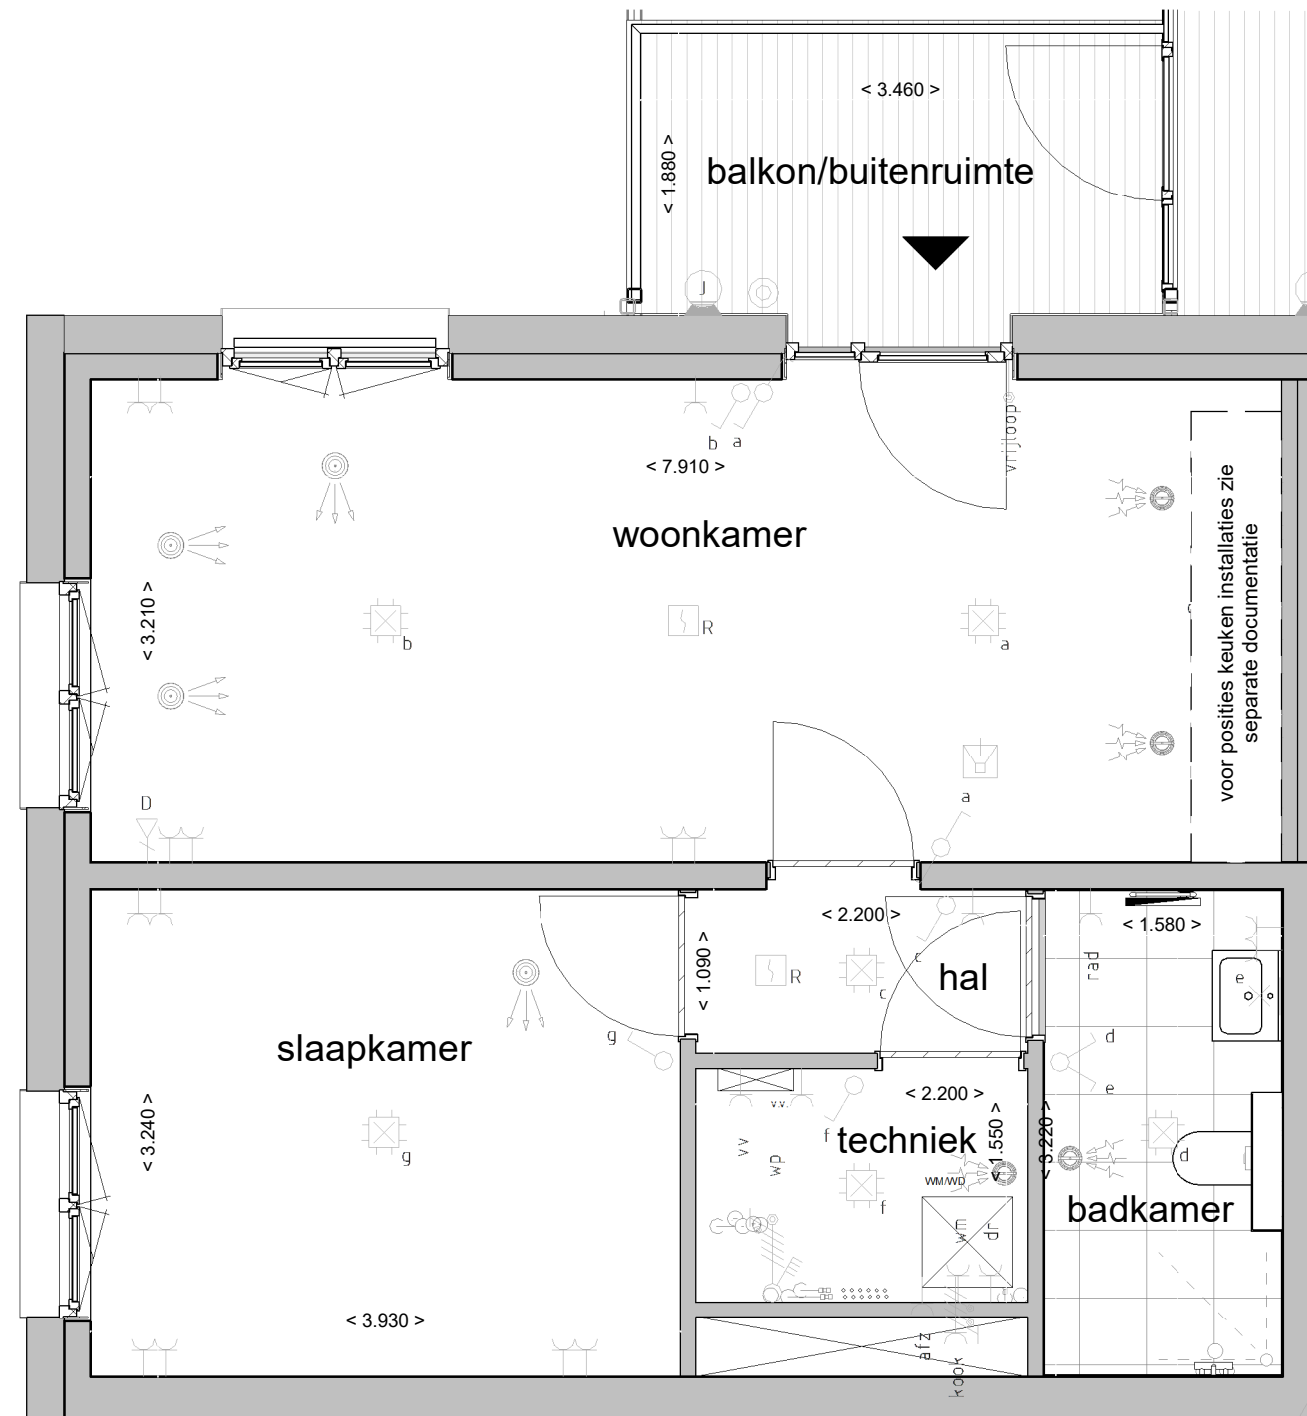 < 3.460 >
< 1.880 >
balkon/buitenruimte
J
b
a
vrijloop
< 7.910 >
woonkamer
< 3.210 >
b
R
a
voor posities keuken installaties zie
separate documentatie
D
a
< 2.200 >
< 1.090 >
R
c
c
hal
< 1.580 >
rad
e
slaapkamer
g
d
e
< 3.240 >
g
v.v.
< 2.200 >
f
techniek
< 1.550 >
< 3.220 >
vv
wp
WM/WD
f
d
badkamer
wm
dr
< 3.930 >
afz
kook